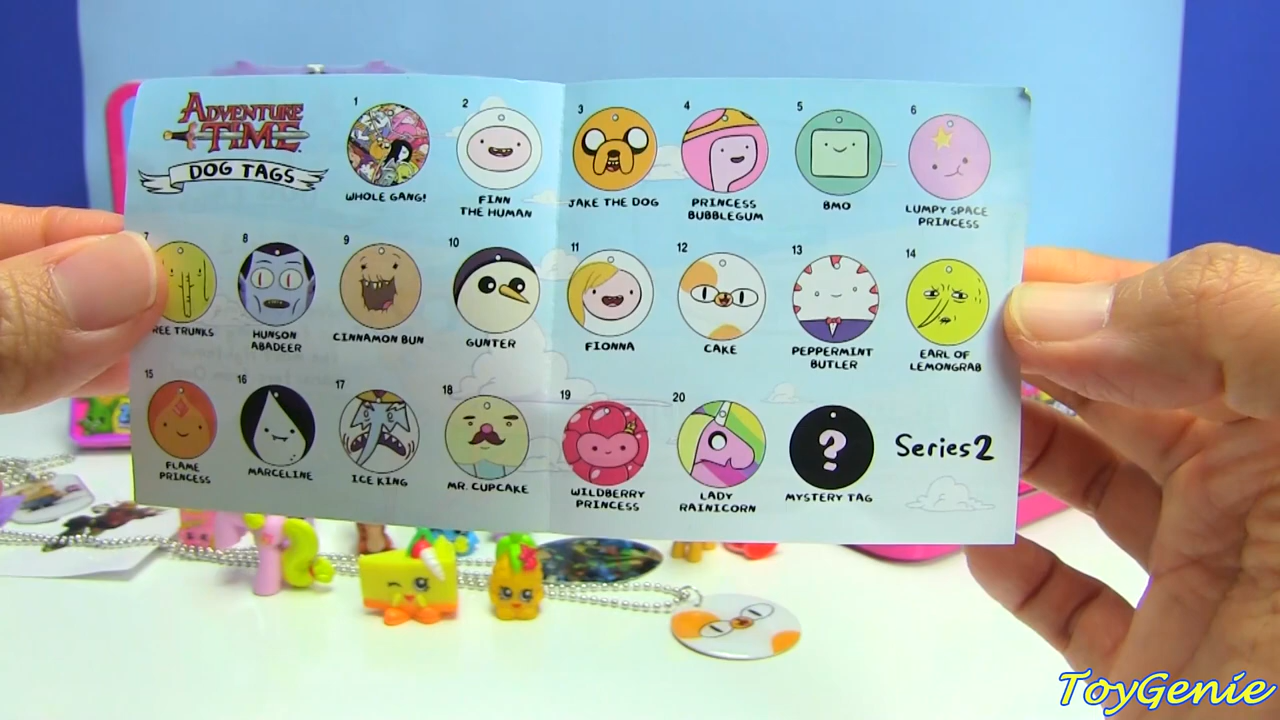 ADVENTURE
TIME
DOG TAGS
1
WHOLE GANG!
2
FINN
THE HUMAN
3
JAKE THE DOG
4
PRINCESS
BUBBLEGUM
5
BMO
6
LUMPY SPACE
PRINCESS
7
REE TRUNKS
8
HUNSON
ABADEER
9
CINNAMON BUN
10
GUNTER
11
FIONNA
12
CAKE
13
PEPPERMINT
BUTLER
14
EARL OF
LEMONGRAB
15
FLAME
PRINCESS
16
MARCELINE
17
ICE KING
18
MR. CUPCAKE
19
WILDBERRY
PRINCESS
20
LADY
RAINICORN
?
MYSTERY TAG
Series 2
ToyGenie